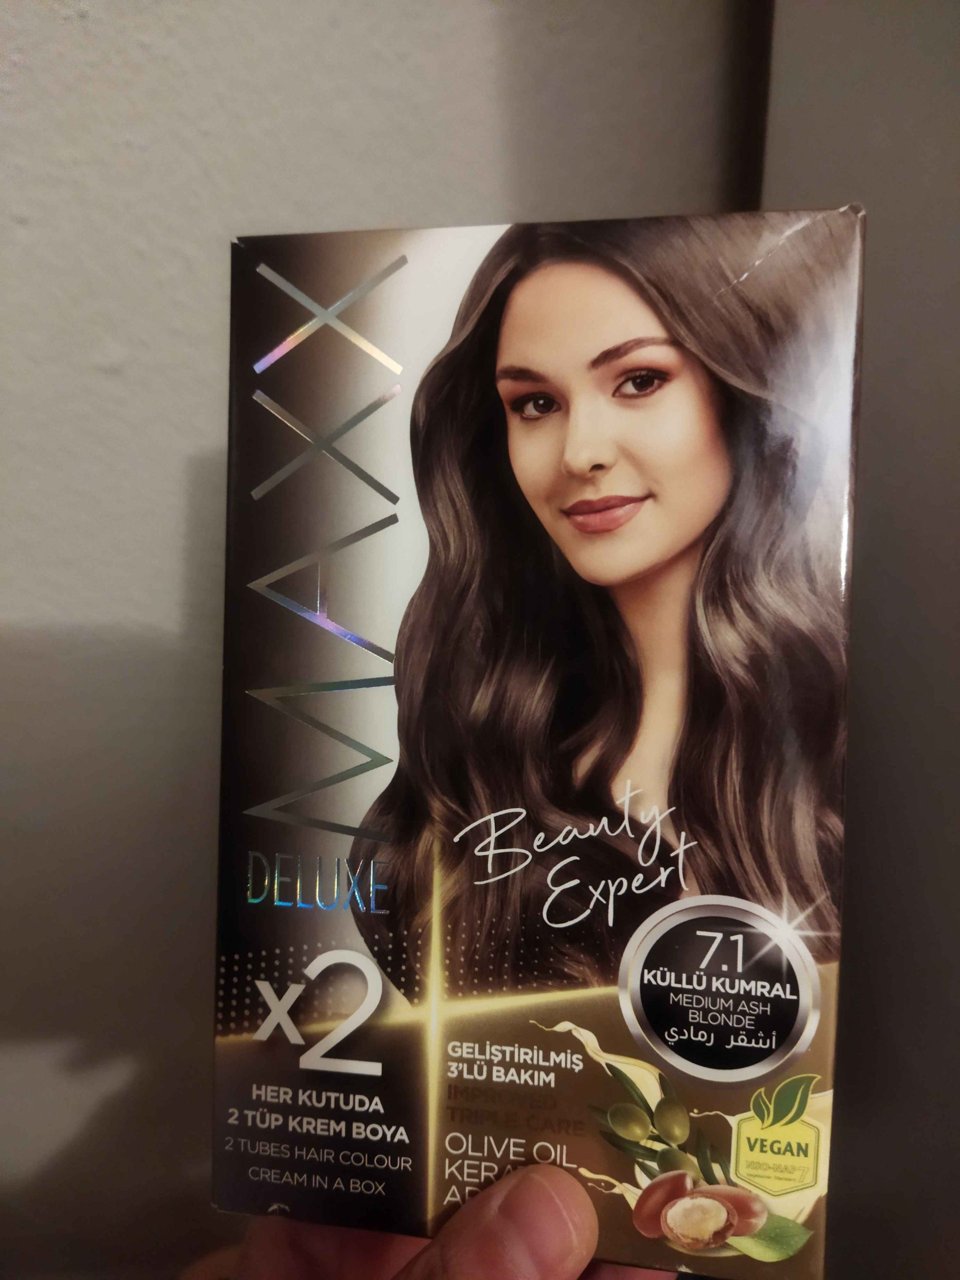 MAXX
DELUXE
Beauty
Expert
7.1
KÜLLÜ KUMRAL
MEDIUM ASH
BLONDE
أشقر رمادي
x2
HER KUTUDA
2 TÜP KREM BOYA
2 TUBES HAIR COLOUR
CREAM IN A BOX
GELİŞTİRİLMİŞ
3'LÜ BAKIM
IMPROVED
TRIPLE CARE
OLIVE OIL
VEGAN